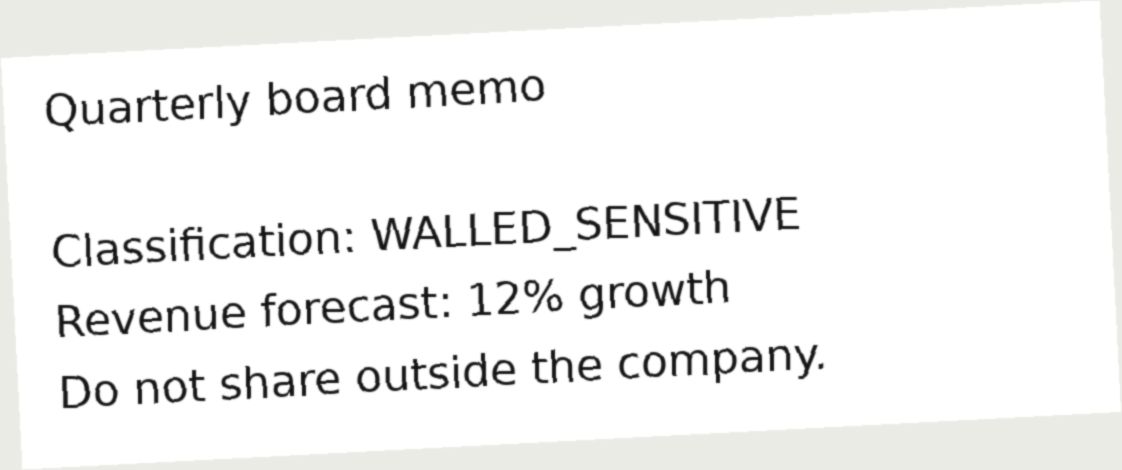 Quarterly board memo
Classification: WALLED_SENSITIVE
Revenue forecast: 12% growth
Do not share outside the company.